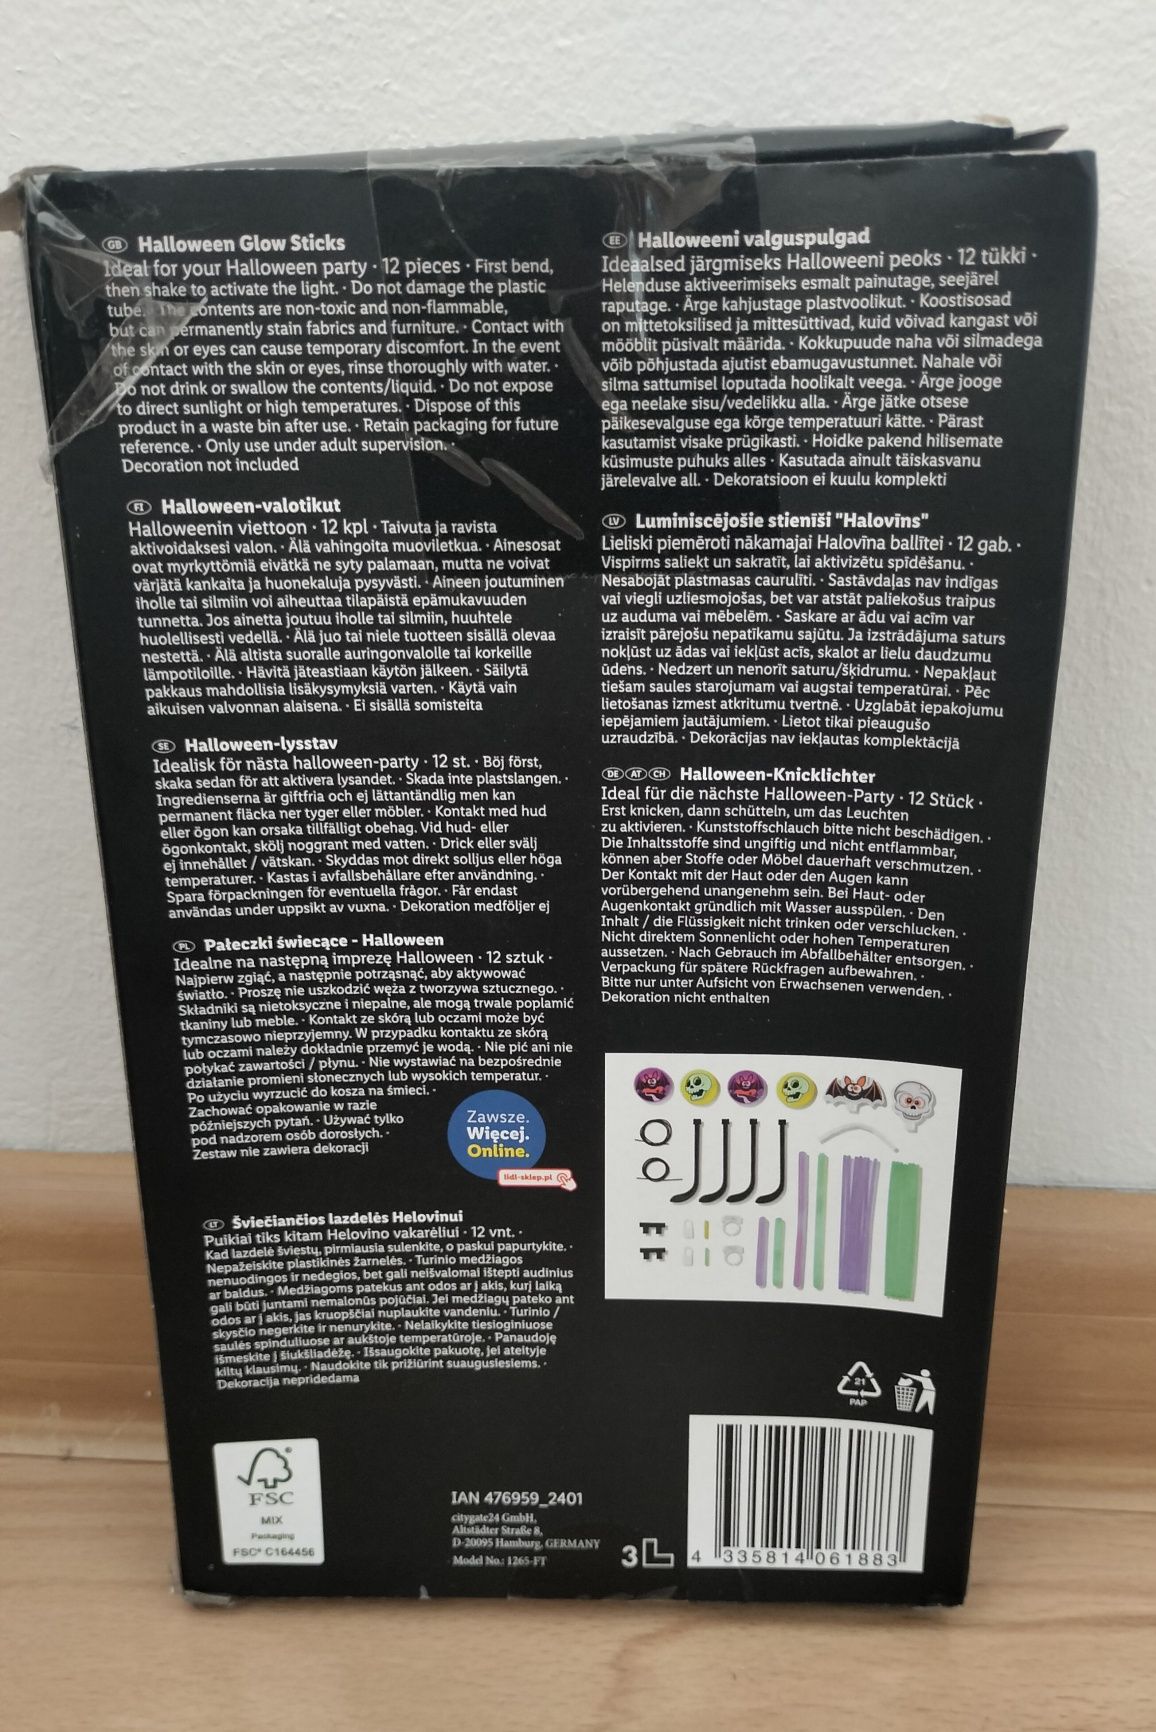 GB Halloween Glow Sticks
Ideal for your Halloween party · 12 pieces · First bend,
then shake to activate the light. · Do not damage the plastic
tube. · The contents are non-toxic and non-flammable,
but can permanently stain fabrics and furniture. · Contact with
the skin or eyes can cause temporary discomfort. In the event
of contact with the skin or eyes, rinse thoroughly with water. ·
Do not drink or swallow the contents/liquid. · Do not expose
to direct sunlight or high temperatures. · Dispose of this
product in a waste bin after use. · Retain packaging for future
reference. · Only use under adult supervision. ·
Decoration not included
FI Halloween-valotikut
Halloweenin viettoon · 12 kpl · Taivuta ja ravista
aktivoidaksesi valon. · Älä vahingoita muoviletkua. · Ainesosat
ovat myrkyttömiä eivätkä ne syty palamaan, mutta ne voivat
värjätä kankaita ja huonekaluja pysyvästi. · Aineen joutuminen
iholle tai silmiin voi aiheuttaa tilapäistä epämukavuuden
tunnetta. Jos ainetta joutuu iholle tai silmiin, huuhtele
huolellisesti vedellä. · Älä juo tai niele tuotteen sisällä olevaa
nestettä. · Älä altista suoralle auringonvalolle tai korkeille
lämpotiloille. · Hävitä jäteastiaan käytön jälkeen. · Säilytä
pakkaus mahdollisia lisäkysymyksiä varten. · Käytä vain
aikuisen valvonnan alaisena. · Ei sisällä somisteita
SE Halloween-lysstav
Idealisk för nästa halloween-party · 12 st. · Böj först,
skaka sedan för att aktivera lysandet. · Skada inte plastslangen. ·
Ingredienserna är giftfria och ej lättantändlig men kan
permanent fläcka ner tyger eller möbler. · Kontakt med hud
eller ögon kan orsaka tillfälligt obehag. Vid hud- eller
ögonkontakt, skölj noggrant med vatten. · Drick eller svälj
ej innehållet / vätskan. · Skyddas mot direkt solljus eller höga
temperaturer. · Kastas i avfallsbehållare efter användning. ·
Spara förpackningen för eventuella frågor. · Får endast
användas under uppsikt av vuxna. · Dekoration medföljer ej
PL Pałeczki świecące - Halloween
Idealne na następną imprezę Halloween · 12 sztuk ·
Najpierw zgiąć, a następnie potrząsnąć, aby aktywować
światło. · Proszę nie uszkodzić węża z tworzywa sztucznego. ·
Składniki są nietoksyczne i niepalne, ale mogą trwale poplamić
tkaniny lub meble. · Kontakt ze skórą lub oczami może być
tymczasowo nieprzyjemny. W przypadku kontaktu ze skórą
lub oczami należy dokładnie przemyć je wodą. · Nie pić ani nie
połykać zawartości / płynu. · Nie wystawiać na bezpośrednie
działanie promieni słonecznych lub wysokich temperatur. ·
Po użyciu wyrzucić do kosza na śmieci. ·
Zachować opakowanie w razie
późniejszych pytań. · Używać tylko
pod nadzorem osób dorosłych. ·
Zestaw nie zawiera dekoracji
Zawsze.
Więcej.
Online.
lidl-sklep.pl
LT Šviečiančios lazdelės Helovinui
Puikiai tiks kitam Helovino vakarėliui · 12 vnt. ·
Kad lazdelė šviestų, pirmiausia sulenkite, o paskui papurtykite. ·
Nepažeiskite plastikinės žarnelės. · Turinio medžiagos
nenuodingos ir nedegios, bet gali neišvalomai ištepti audinius
ar baldus. · Medžiagoms patekus ant odos ar į akis, kurį laiką
gali būti juntami nemalonūs pojūčiai. Jei medžiagų pateko ant
odos ar į akis, jas kruopščiai nuplaukite vandeniu. · Turinio /
skysčio negerkite ir nenurykite. · Nelaikykite tiesioginiuose
saulės spinduliuose ar aukštoje temperatūroje. · Panaudoję
išmeskite į šiukšliadėžę. · Išsaugokite pakuotę, jei ateityje
kiltų klausimų. · Naudokite tik prižiūrint suaugusiesiems. ·
Dekoracija nepridedama
EE Halloweeni valguspulgad
Ideaalsed järgmiseks Halloweeni peoks · 12 tükki ·
Helenduse aktiveerimiseks esmalt painutage, seejärel
raputage. · Ärge kahjustage plastvoolikut. · Koostisosad
on mittetoksilised ja mittesüttivad, kuid võivad kangast või
mööblit püsivalt määrida. · Kokkupuude naha või silmadega
võib põhjustada ajutist ebamugavustunnet. Nahale või
silma sattumisel loputada hoolikalt veega. · Ärge jooge
ega neelake sisu/vedelikku alla. · Ärge jätke otsese
päikesevalguse ega kõrge temperatuuri kätte. · Pärast
kasutamist visake prügikasti. · Hoidke pakend hilisemate
küsimuste puhuks alles · Kasutada ainult täiskasvanu
järelevalve all. · Dekoratsioon ei kuulu komplekti
LV Luminiscējošie stieniši "Halovīns"
Lieliski piemēroti nākamajai Halovīna ballītei · 12 gab. ·
Vispirms saliekt un sakratīt, lai aktivizētu spīdēšanu. ·
Nesabojāt plastmasas caurulīti. · Sastāvdaļas nav indīgas
vai viegli uzliesmojošas, bet var atstāt paliekošus traipus
uz auduma vai mēbelēm. · Saskare ar ādu vai acīm var
izraisīt pārejošu nepatīkamu sajūtu. Ja izstrādājuma saturs
nokļūst uz ādas vai iekļūst acīs, skalot ar lielu daudzumu
ūdens. · Nedzert un nenorīt saturu/šķidrumu. · Nepakļaut
tiešam saules starojumam vai augstai temperatūrai. · Pēc
lietošanas izmest atkritumu tvertnē. · Uzglabāt iepakojumu
iepējamiem jautājumiem. · Lietot tikai pieaugušo
uzraudzībā. · Dekorācijas nav iekļautas komplektācijā
DE AT CH Halloween-Knicklichter
Ideal für die nächste Halloween-Party · 12 Stück ·
Erst knicken, dann schütteln, um das Leuchten
zu aktivieren. · Kunststoffschlauch bitte nicht beschädigen. ·
Die Inhaltsstoffe sind ungiftig und nicht entflammbar,
können aber Stoffe oder Möbel dauerhaft verschmutzen. ·
Der Kontakt mit der Haut oder den Augen kann
vorübergehend unangenehm sein. Bei Haut- oder
Augenkontakt gründlich mit Wasser ausspülen. · Den
Inhalt / die Flüssigkeit nicht trinken oder verschlucken. ·
Nicht direktem Sonnenlicht oder hohen Temperaturen
aussetzen. · Nach Gebrauch im Abfallbehälter entsorgen. ·
Verpackung für spätere Rückfragen aufbewahren. ·
Bitte nur unter Aufsicht von Erwachsenen verwenden. ·
Dekoration nicht enthalten
21
PAP
FSC
MIX
Packaging
FSC® C164456
IAN 476959_2401
citygate24 GmbH,
Altstädter Straße 8,
D-20095 Hamburg, GERMANY
Model No.: 1265-FT
3L
4 335814 061883